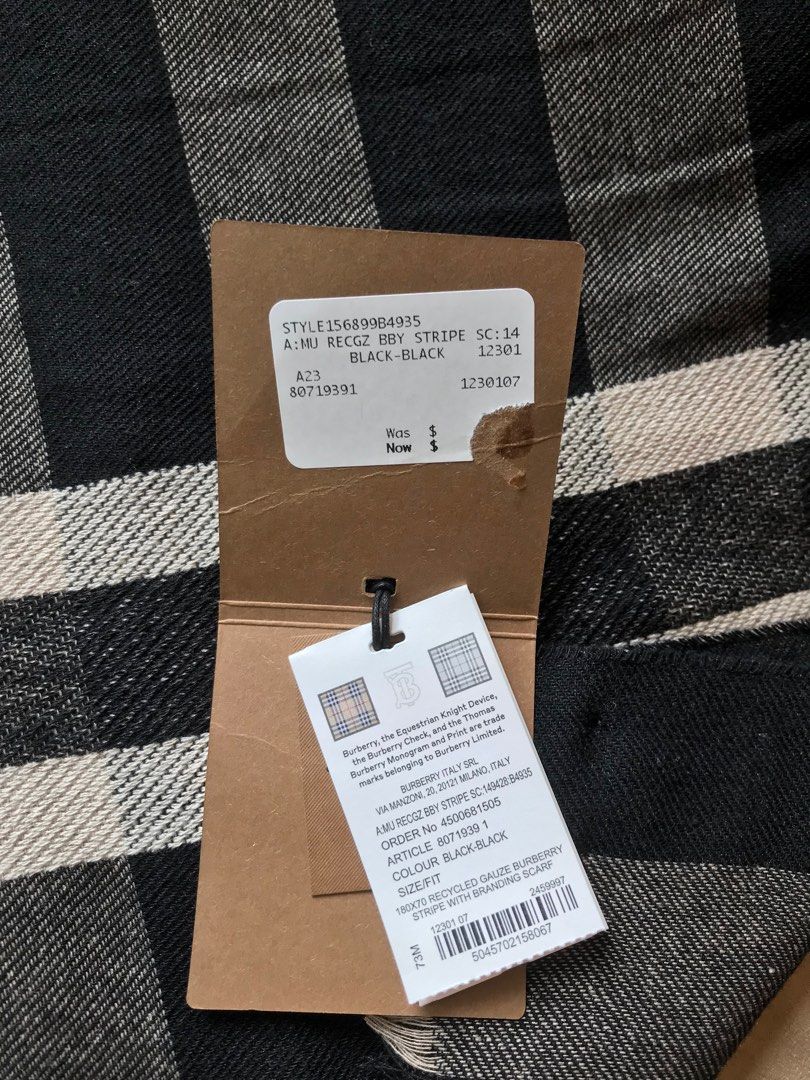 STYLE156899B4935
A:MU RECGZ BBY STRIPE SC:14
BLACK-BLACK 12301
A23
80719391 1230107
Was $
Now $
Burberry, the Equestrian Knight Device,
the Burberry Check, and the Thomas
Burberry Monogram and Print are trade
marks belonging to Burberry Limited.
BURBERRY ITALY SRL
VIA MANZONI, 20, 20121 MILANO, ITALY
A:MU RECGZ BBY STRIPE SC:149428:B4935
ORDER No 4500681505
ARTICLE 8071939 1
COLOUR BLACK-BLACK
SIZE/FIT
180X70 RECYCLED GAUZE BURBERRY
STRIPE WITH BRANDING SCARF
12301 07 2459997
73M
5045702158067